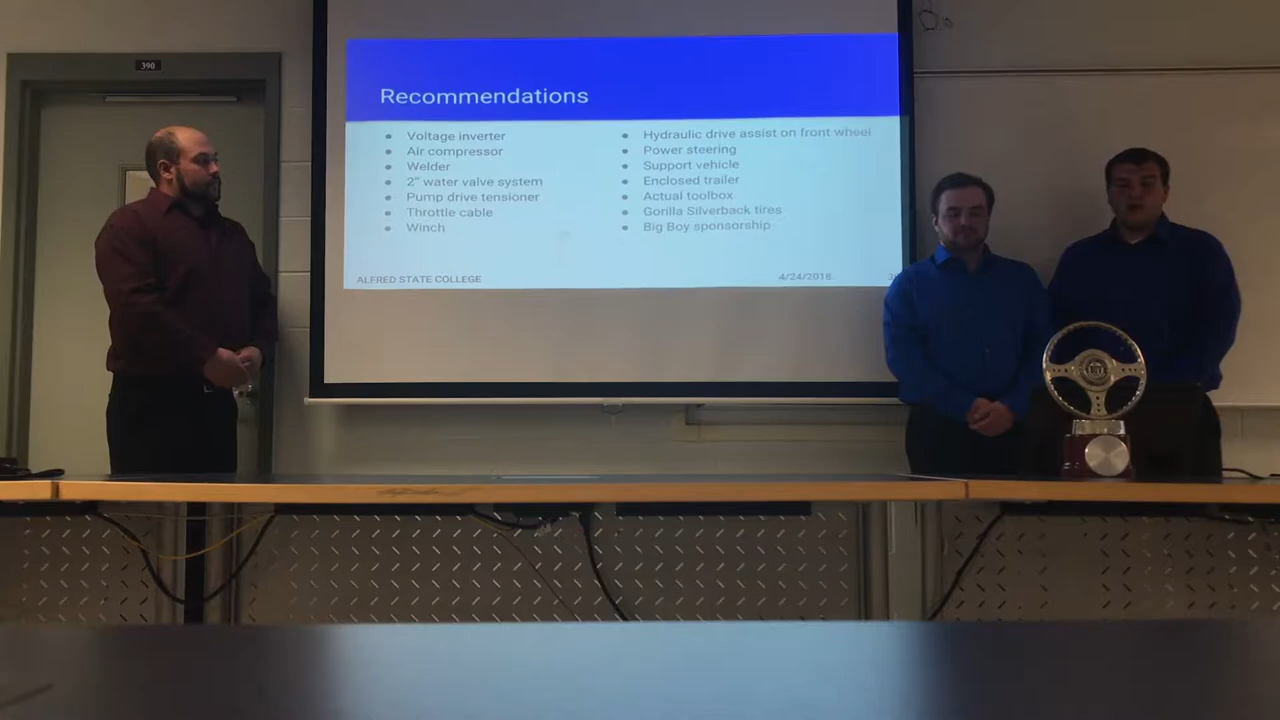 390
Recommendations
● Voltage inverter
● Air compressor
● Welder
● 2" water valve system
● Pump drive tensioner
● Throttle cable
● Winch
● Hydraulic drive assist on front wheel
● Power steering
● Support vehicle
● Enclosed trailer
● Actual toolbox
● Gorilla Silverback tires
● Big Boy sponsorship
ALFRED STATE COLLEGE
4/24/2018